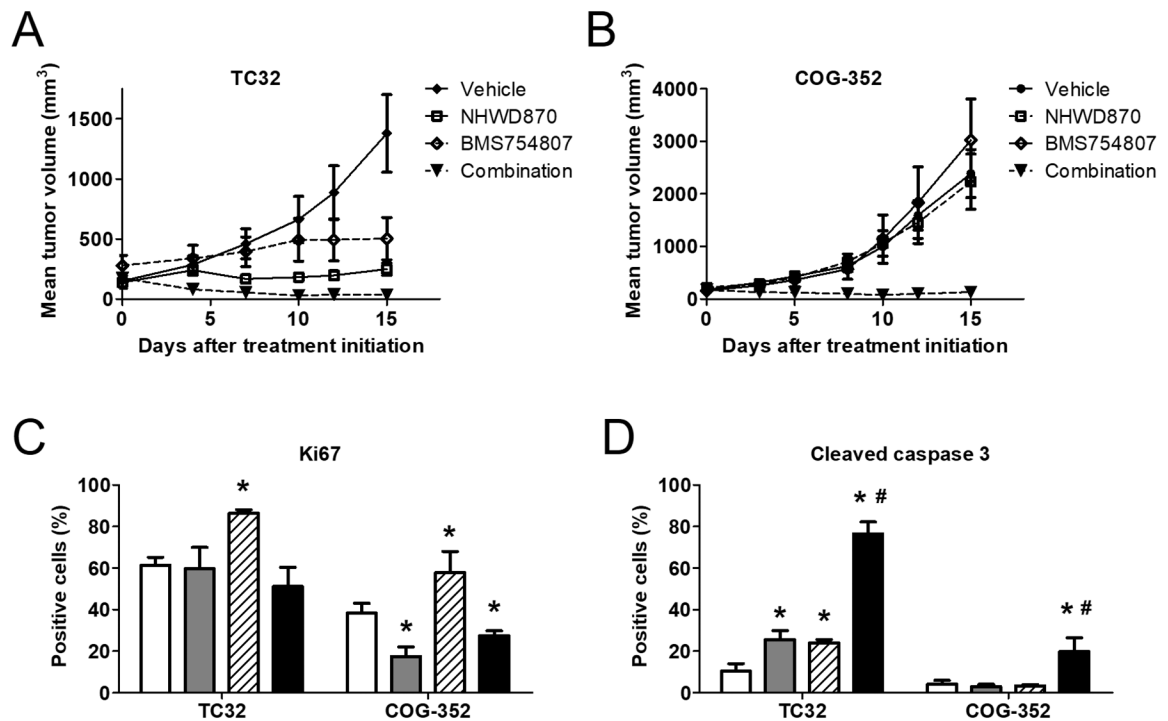 A
TC32
Mean tumor volume (mm³)
1500
1000
500
0
0 5 10 15
Days after treatment initiation
Vehicle
NHWD870
BMS754807
Combination
B
COG-352
Mean tumor volume (mm³)
4000
3000
2000
1000
0
0 5 10 15
Days after treatment initiation
Vehicle
NHWD870
BMS754807
Combination
C
Ki67
Positive cells (%)
100
80
60
40
20
0
*
*
*
*
TC32 COG-352
D
Cleaved caspase 3
Positive cells (%)
100
80
60
40
20
0
* #
* *
* #
TC32 COG-352